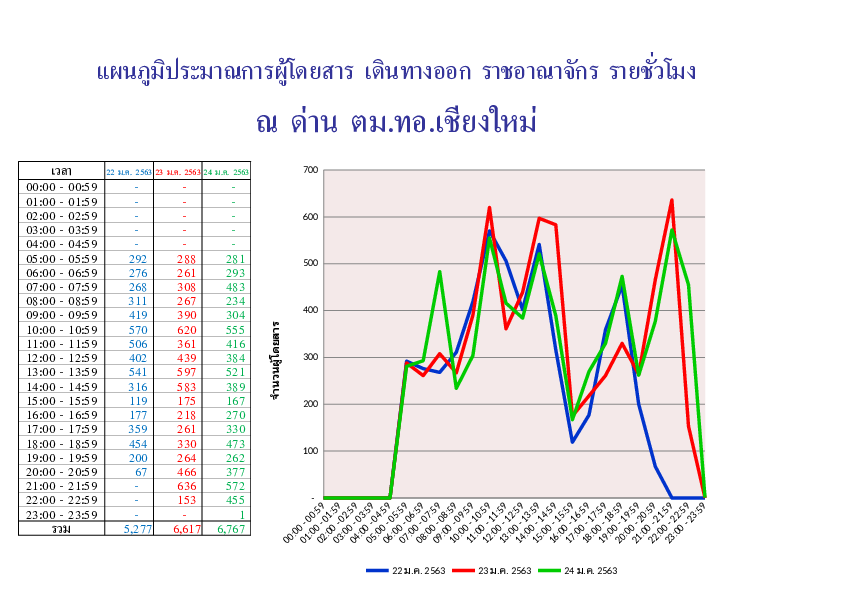 แผนภูมิประมาณการผู้โดยสาร เดินทางออก ราชอาณาจักร รายชั่วโมง
ณ ด่าน ตม.ทอ.เชียงใหม่
เวลา 22 ม.ค. 2563 23 ม.ค. 2563 24 ม.ค. 2563
00:00 - 00:59 - - -
01:00 - 01:59 - - -
02:00 - 02:59 - - -
03:00 - 03:59 - - -
04:00 - 04:59 - - -
05:00 - 05:59 292 288 281
06:00 - 06:59 276 261 293
07:00 - 07:59 268 308 483
08:00 - 08:59 311 267 234
09:00 - 09:59 419 390 304
10:00 - 10:59 570 620 555
11:00 - 11:59 506 361 416
12:00 - 12:59 402 439 384
13:00 - 13:59 541 597 521
14:00 - 14:59 316 583 389
15:00 - 15:59 119 175 167
16:00 - 16:59 177 218 270
17:00 - 17:59 359 261 330
18:00 - 18:59 454 330 473
19:00 - 19:59 200 264 262
20:00 - 20:59 67 466 377
21:00 - 21:59 - 636 572
22:00 - 22:59 - 153 455
23:00 - 23:59 - - 1
รวม 5,277 6,617 6,767
จำนวนผู้โดยสาร
700
600
500
400
300
200
100
-
00:00 - 00:59
01:00 - 01:59
02:00 - 02:59
03:00 - 03:59
04:00 - 04:59
05:00 - 05:59
06:00 - 06:59
07:00 - 07:59
08:00 - 08:59
09:00 - 09:59
10:00 - 10:59
11:00 - 11:59
12:00 - 12:59
13:00 - 13:59
14:00 - 14:59
15:00 - 15:59
16:00 - 16:59
17:00 - 17:59
18:00 - 18:59
19:00 - 19:59
20:00 - 20:59
21:00 - 21:59
22:00 - 22:59
23:00 - 23:59
22 ม.ค. 2563 23 ม.ค. 2563 24 ม.ค. 2563